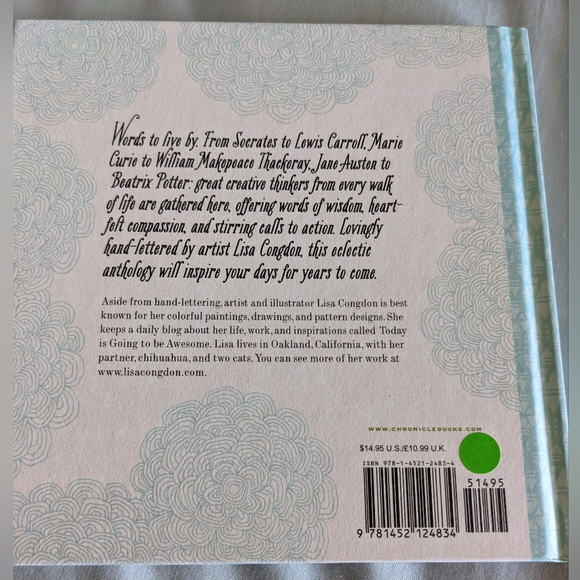 Words to live by. From Socrates to Lewis Carroll, Marie
Curie to William Makepeace Thackeray, Jane Austen to
Beatrix Potter: great creative thinkers from every walk
of life are gathered here, offering words of wisdom, heart-
felt compassion, and stirring calls to action. Lovingly
hand-lettered by artist Lisa Congdon, this eclectic
anthology will inspire your days for years to come.
Aside from hand-lettering, artist and illustrator Lisa Congdon is best
known for her colorful paintings, drawings, and pattern designs. She
keeps a daily blog about her life, work, and inspirations called Today
is Going to be Awesome. Lisa lives in Oakland, California, with her
partner, chihuahua, and two cats. You can see more of her work at
www.lisacongdon.com.
WWW.CHRONICLEBOOKS.COM
$14.95 U.S./£10.99 U.K.
ISBN 978-1-4521-2483-4
51495
9 781452 124834